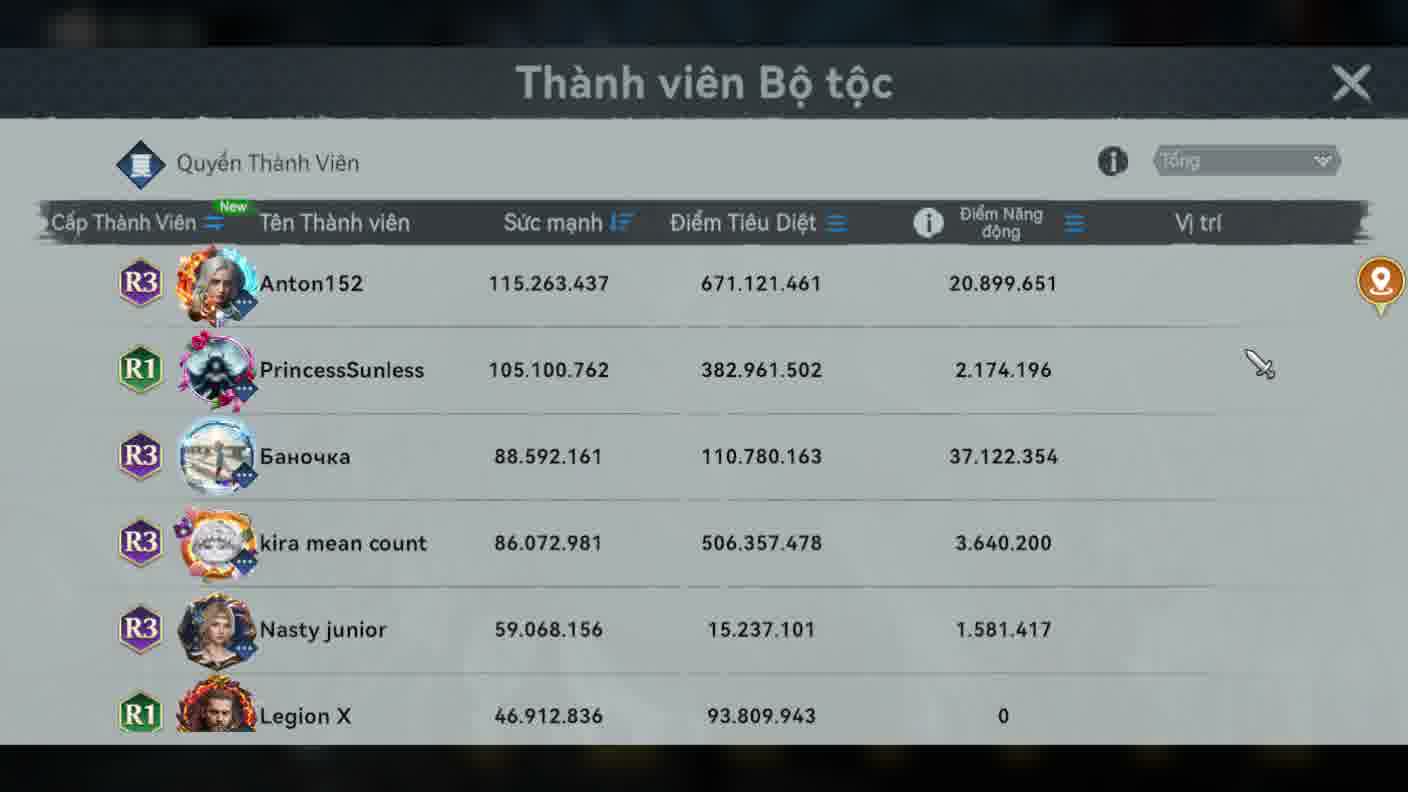 Thành viên Bộ tộc
Quyền Thành Viên
Tổng
New
Cấp Thành Viên Tên Thành viên Sức mạnh Điểm Tiêu Diệt Điểm Năng động Vị trí
R3 Anton152 115.263.437 671.121.461 20.899.651
R1 PrincessSunless 105.100.762 382.961.502 2.174.196
R3 Баночка 88.592.161 110.780.163 37.122.354
R3 kira mean count 86.072.981 506.357.478 3.640.200
R3 Nasty junior 59.068.156 15.237.101 1.581.417
R1 Legion X 46.912.836 93.809.943 0